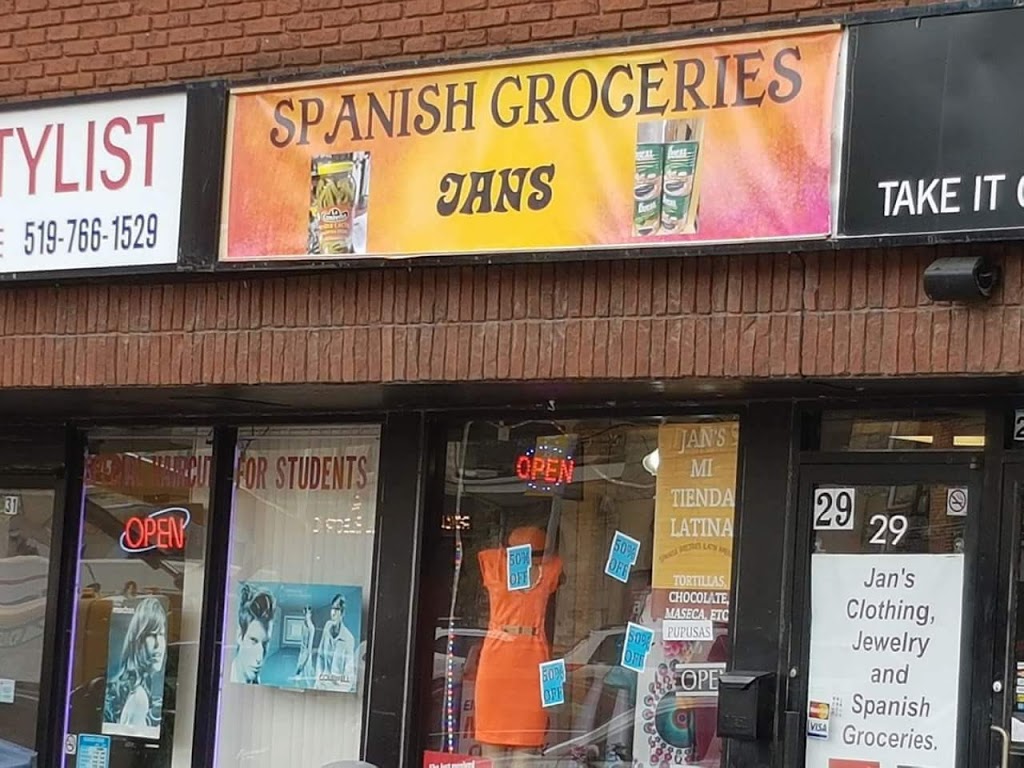 SPANISH GROCERIES
JANS
TYLIST
519-766-1529
TAKE IT
FOR STUDENTS
OPEN
OPEN
31
50% OFF
50% OFF
50% OFF
50% OFF
JAN'S
MI
TIENDA
LATINA
TORTILLAS,
CHOCOLATE,
MASECA, ETC
PUPUSAS
OPE
29
29
Jan's
Clothing,
Jewelry
and
Spanish
Groceries.
VISA